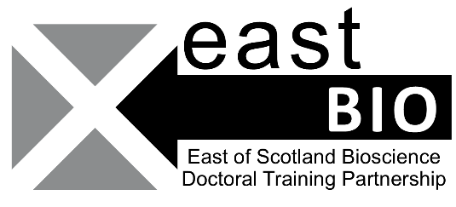 east
BIO
East of Scotland Bioscience
Doctoral Training Partnership